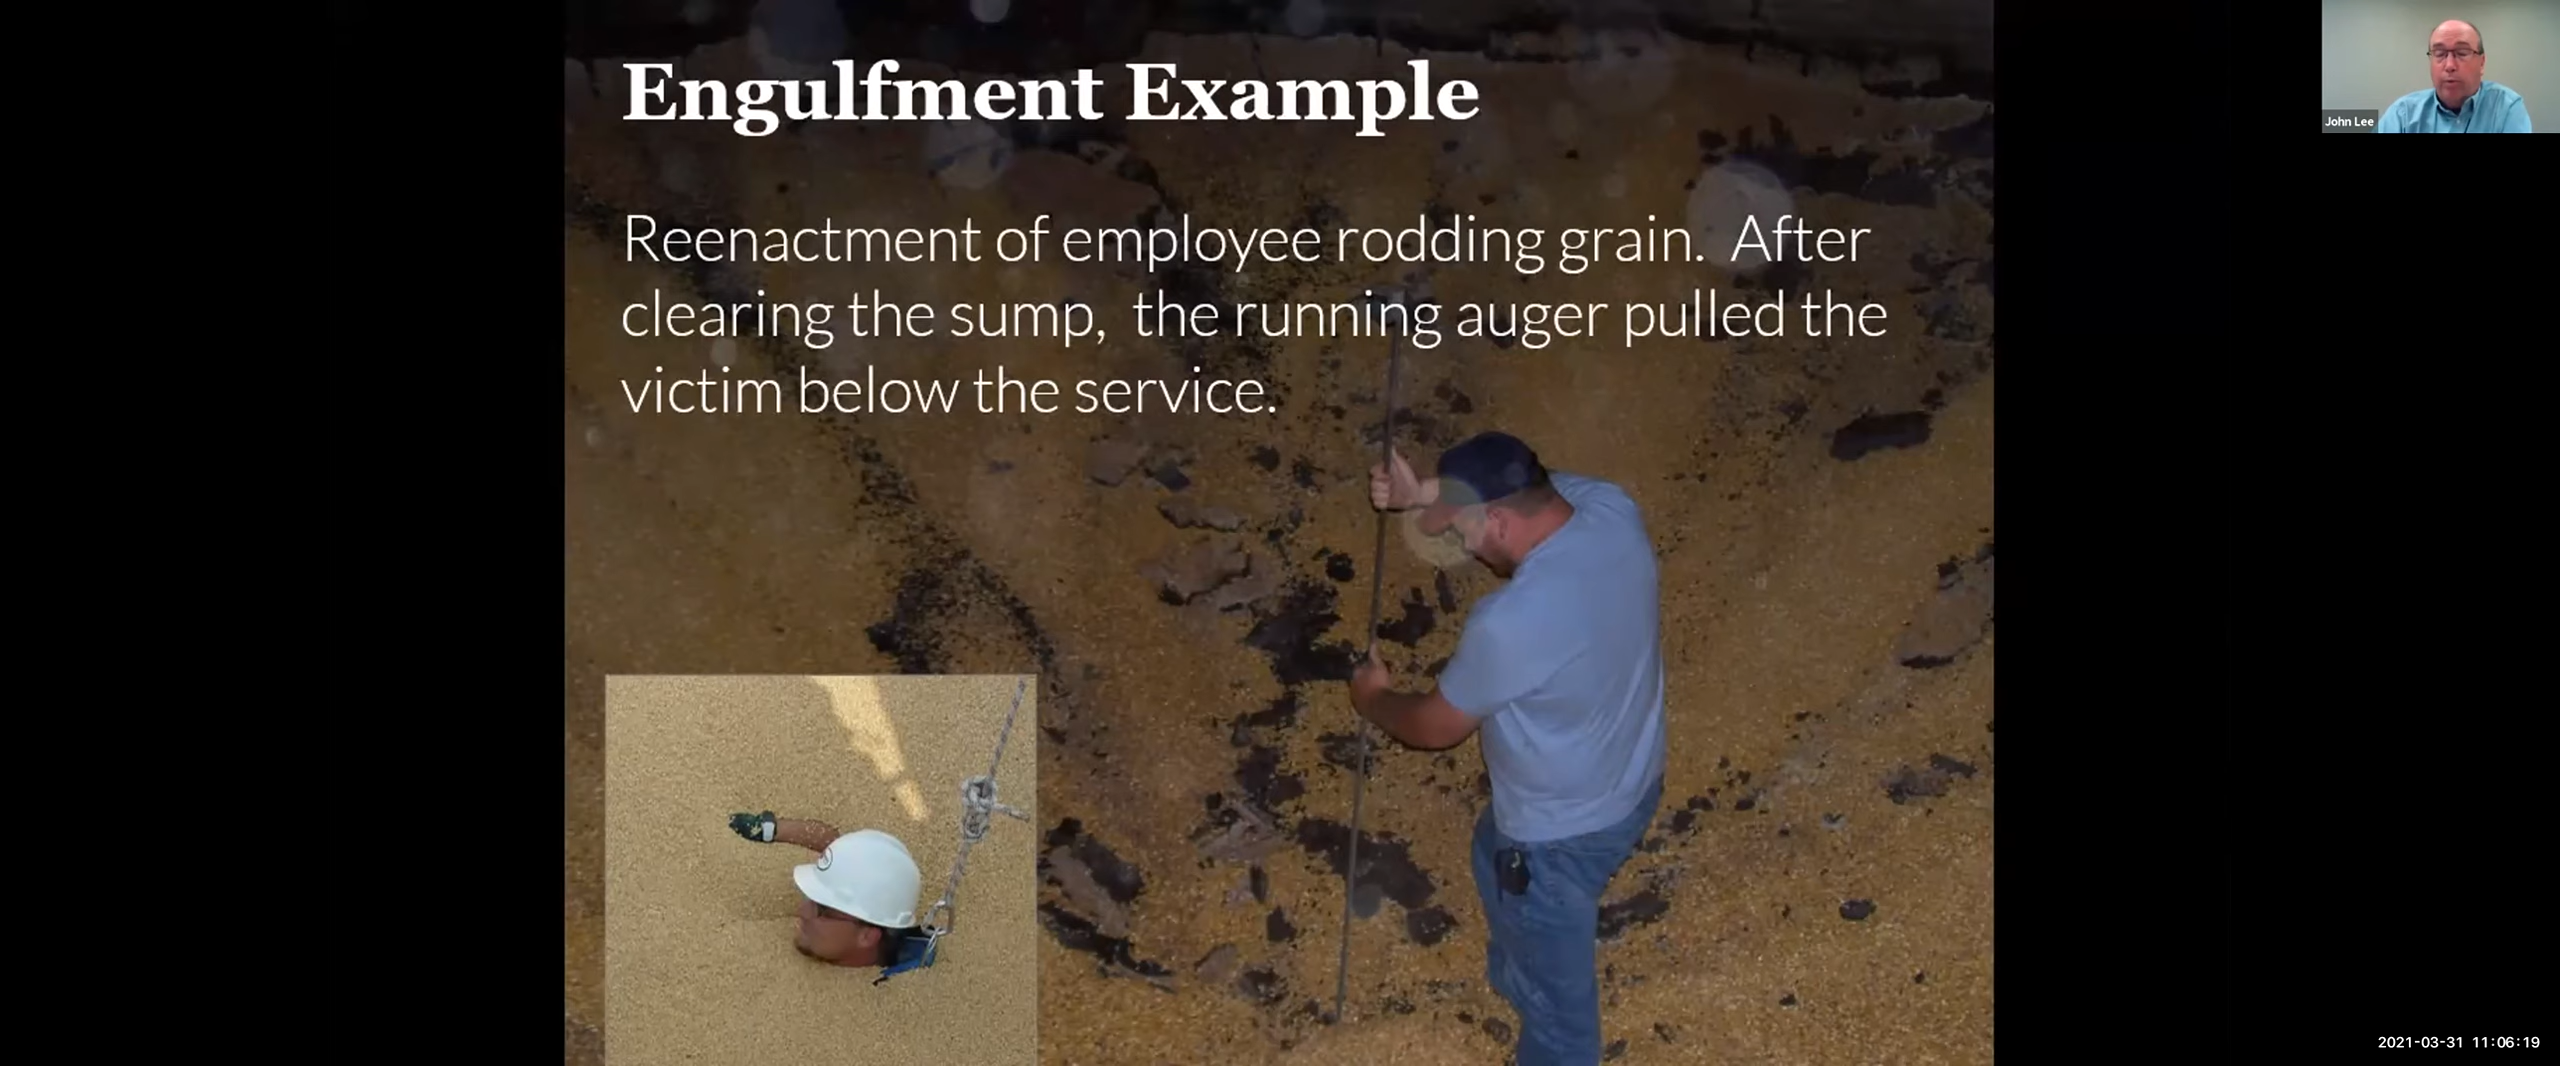 Engulfment Example
Reenactment of employee rodding grain. After
clearing the sump, the running auger pulled the
victim below the service.
John Lee
2021-03-31 11:06:19